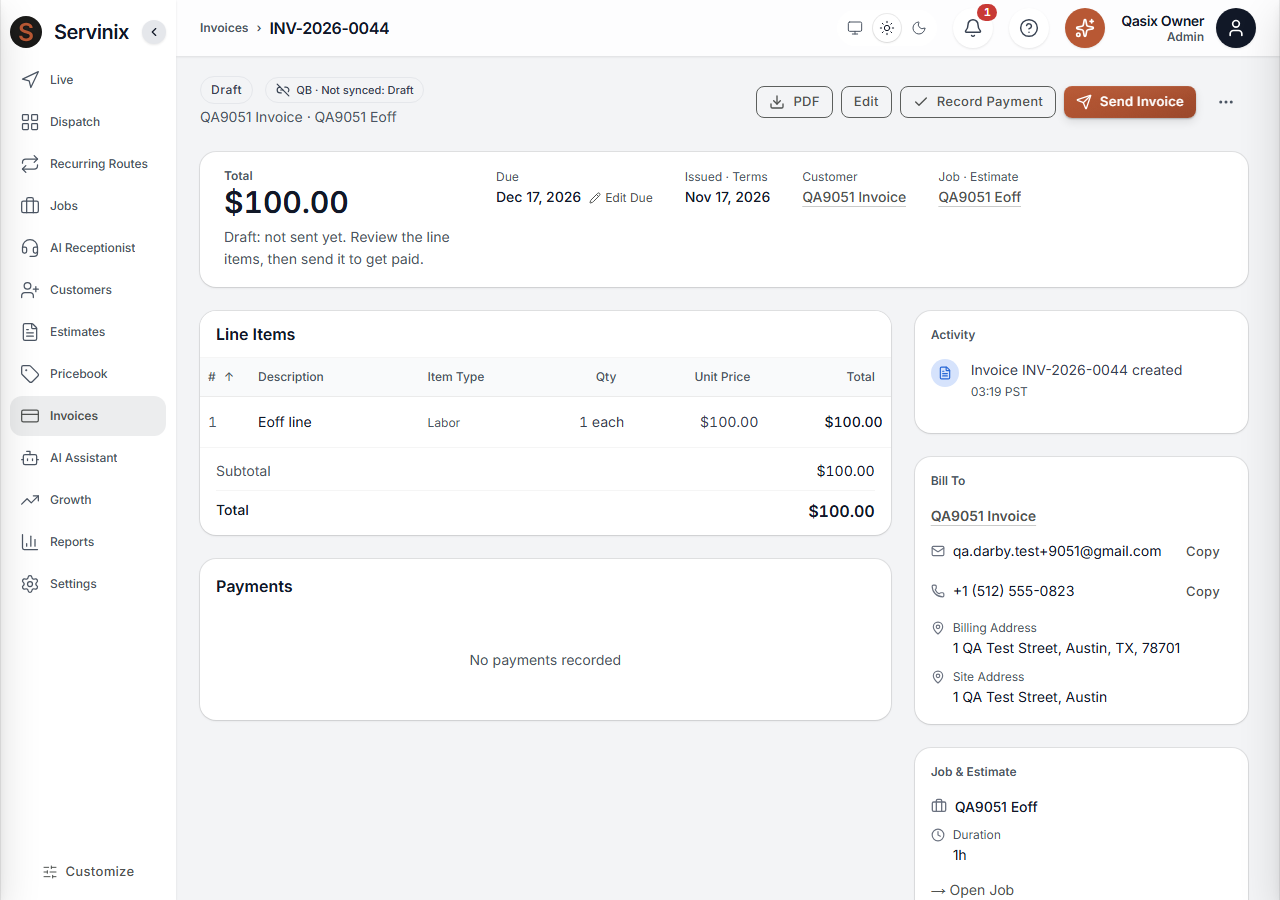 S Servinix
Invoices › INV-2026-0044
1
Qasix Owner
Admin
Live
Dispatch
Recurring Routes
Jobs
AI Receptionist
Customers
Estimates
Pricebook
Invoices
AI Assistant
Growth
Reports
Settings
Customize
Draft
QB · Not synced: Draft
QA9051 Invoice · QA9051 Eoff
PDF
Edit
Record Payment
Send Invoice
Total
$100.00
Draft: not sent yet. Review the line
items, then send it to get paid.
Due
Dec 17, 2026 Edit Due
Issued · Terms
Nov 17, 2026
Customer
QA9051 Invoice
Job · Estimate
QA9051 Eoff
Line Items
# ↑ Description Item Type Qty Unit Price Total
1 Eoff line Labor 1 each $100.00 $100.00
Subtotal $100.00
Total $100.00
Payments
No payments recorded
Activity
Invoice INV-2026-0044 created
03:19 PST
Bill To
QA9051 Invoice
qa.darby.test+9051@gmail.com Copy
+1 (512) 555-0823 Copy
Billing Address
1 QA Test Street, Austin, TX, 78701
Site Address
1 QA Test Street, Austin
Job & Estimate
QA9051 Eoff
Duration
1h
→ Open Job